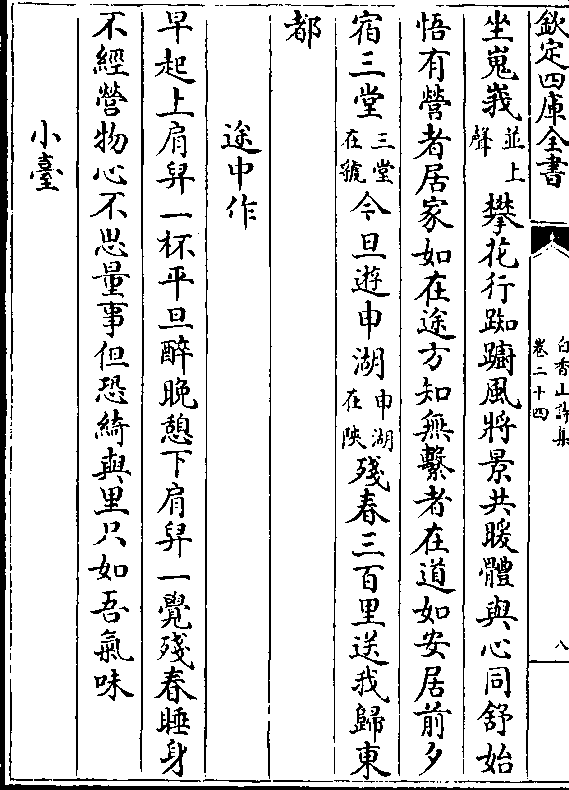 欽定四庫全書
白香山詩集
卷二十四
八
坐嵬峩並上聲攀花行踟躕風將景共暖體與心同舒始
悟有營者居家如在途方知無繫者在道如安居前夕
宿三堂三堂在虢今旦遊申湖申湖在陜殘春三百里送我歸東
都
途中作
早起上肩舁一杯平旦醉晚憩下肩舁一覺殘春睡身
不經營物心不思量事但恐綺與里只如吾氣味
小臺